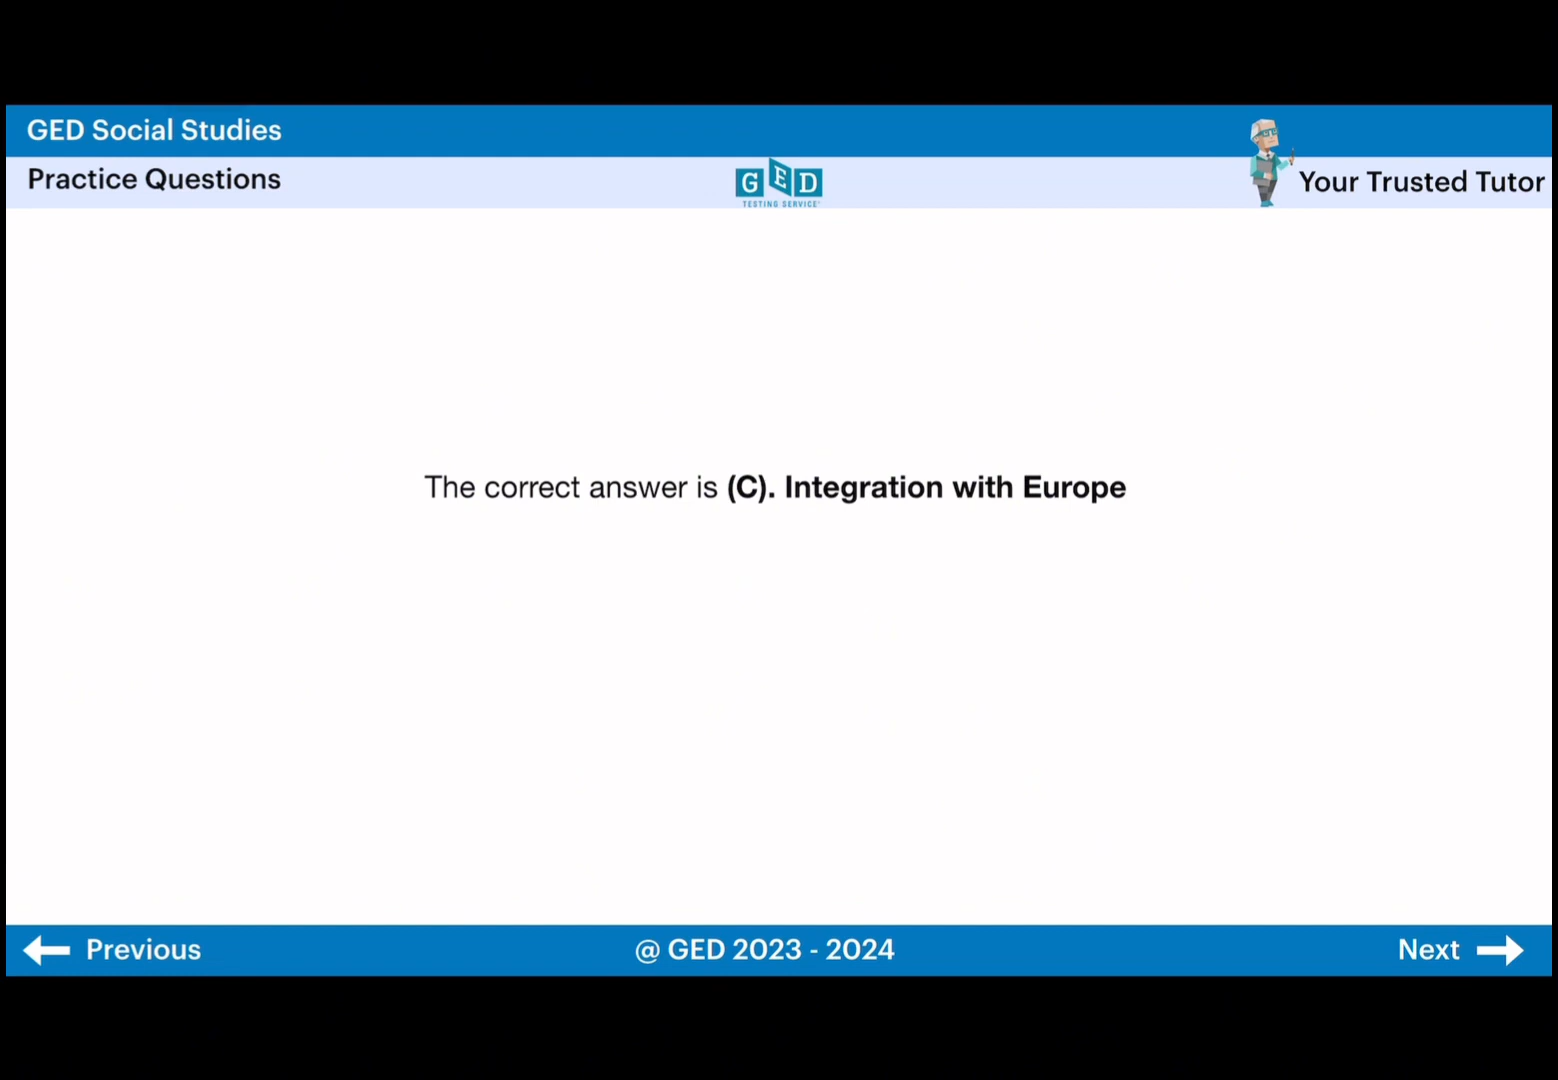 GED Social Studies
Practice Questions
GED
TESTING SERVICE
Your Trusted Tutor
The correct answer is (C). Integration with Europe
Previous
@ GED 2023 - 2024
Next